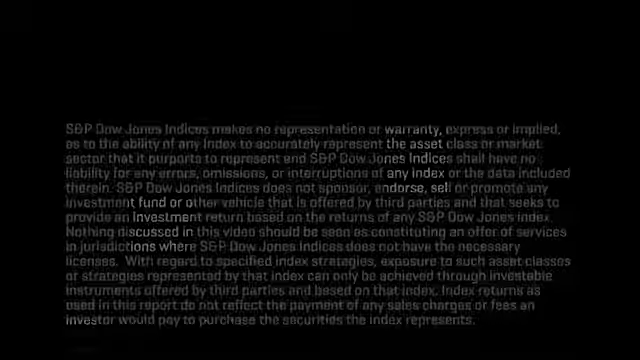 S&P Dow Jones Indices makes no representation or warranty, express or implied,
as to the ability of any Index to accurately represent the asset class or market
sector that it purports to represent and S&P Dow Jones Indices shall have no
liability for any errors, omissions, or interruptions of any index or the data included
therein. S&P Dow Jones Indices does not sponsor, endorse, sell or promote any
investment fund or other vehicle that is offered by third parties and that seeks to
provide an investment return based on the returns of any S&P Dow Jones index.
Nothing discussed in this video should be seen as constituting an offer of services
in jurisdictions where S&P Dow Jones Indices does not have the necessary
licenses. With regard to specified index strategies, exposure to such asset classes
or strategies represented by that index can only be achieved through investable
instruments offered by third parties and based on that index. Index returns as
used in this report do not reflect the payment of any sales charges or fees an
investor would pay to purchase the securities the index represents.